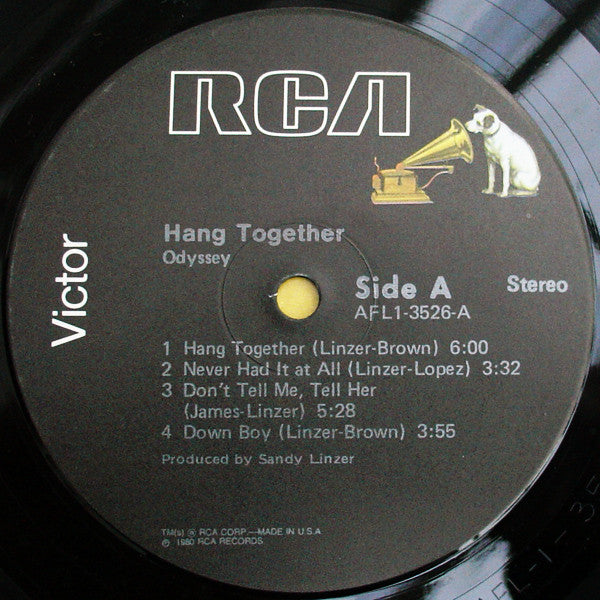 RCA
Victor
Hang Together
Odyssey
Side A
Stereo
AFL1-3526-A
1 Hang Together (Linzer-Brown) 6:00
2 Never Had It at All (Linzer-Lopez) 3:32
3 Don't Tell Me, Tell Her
(James-Linzer) 5:28
4 Down Boy (Linzer-Brown) 3:55
Produced by Sandy Linzer
TM(s) ® RCA CORP.—MADE IN U.S.A
℗ 1980 RCA RECORDS